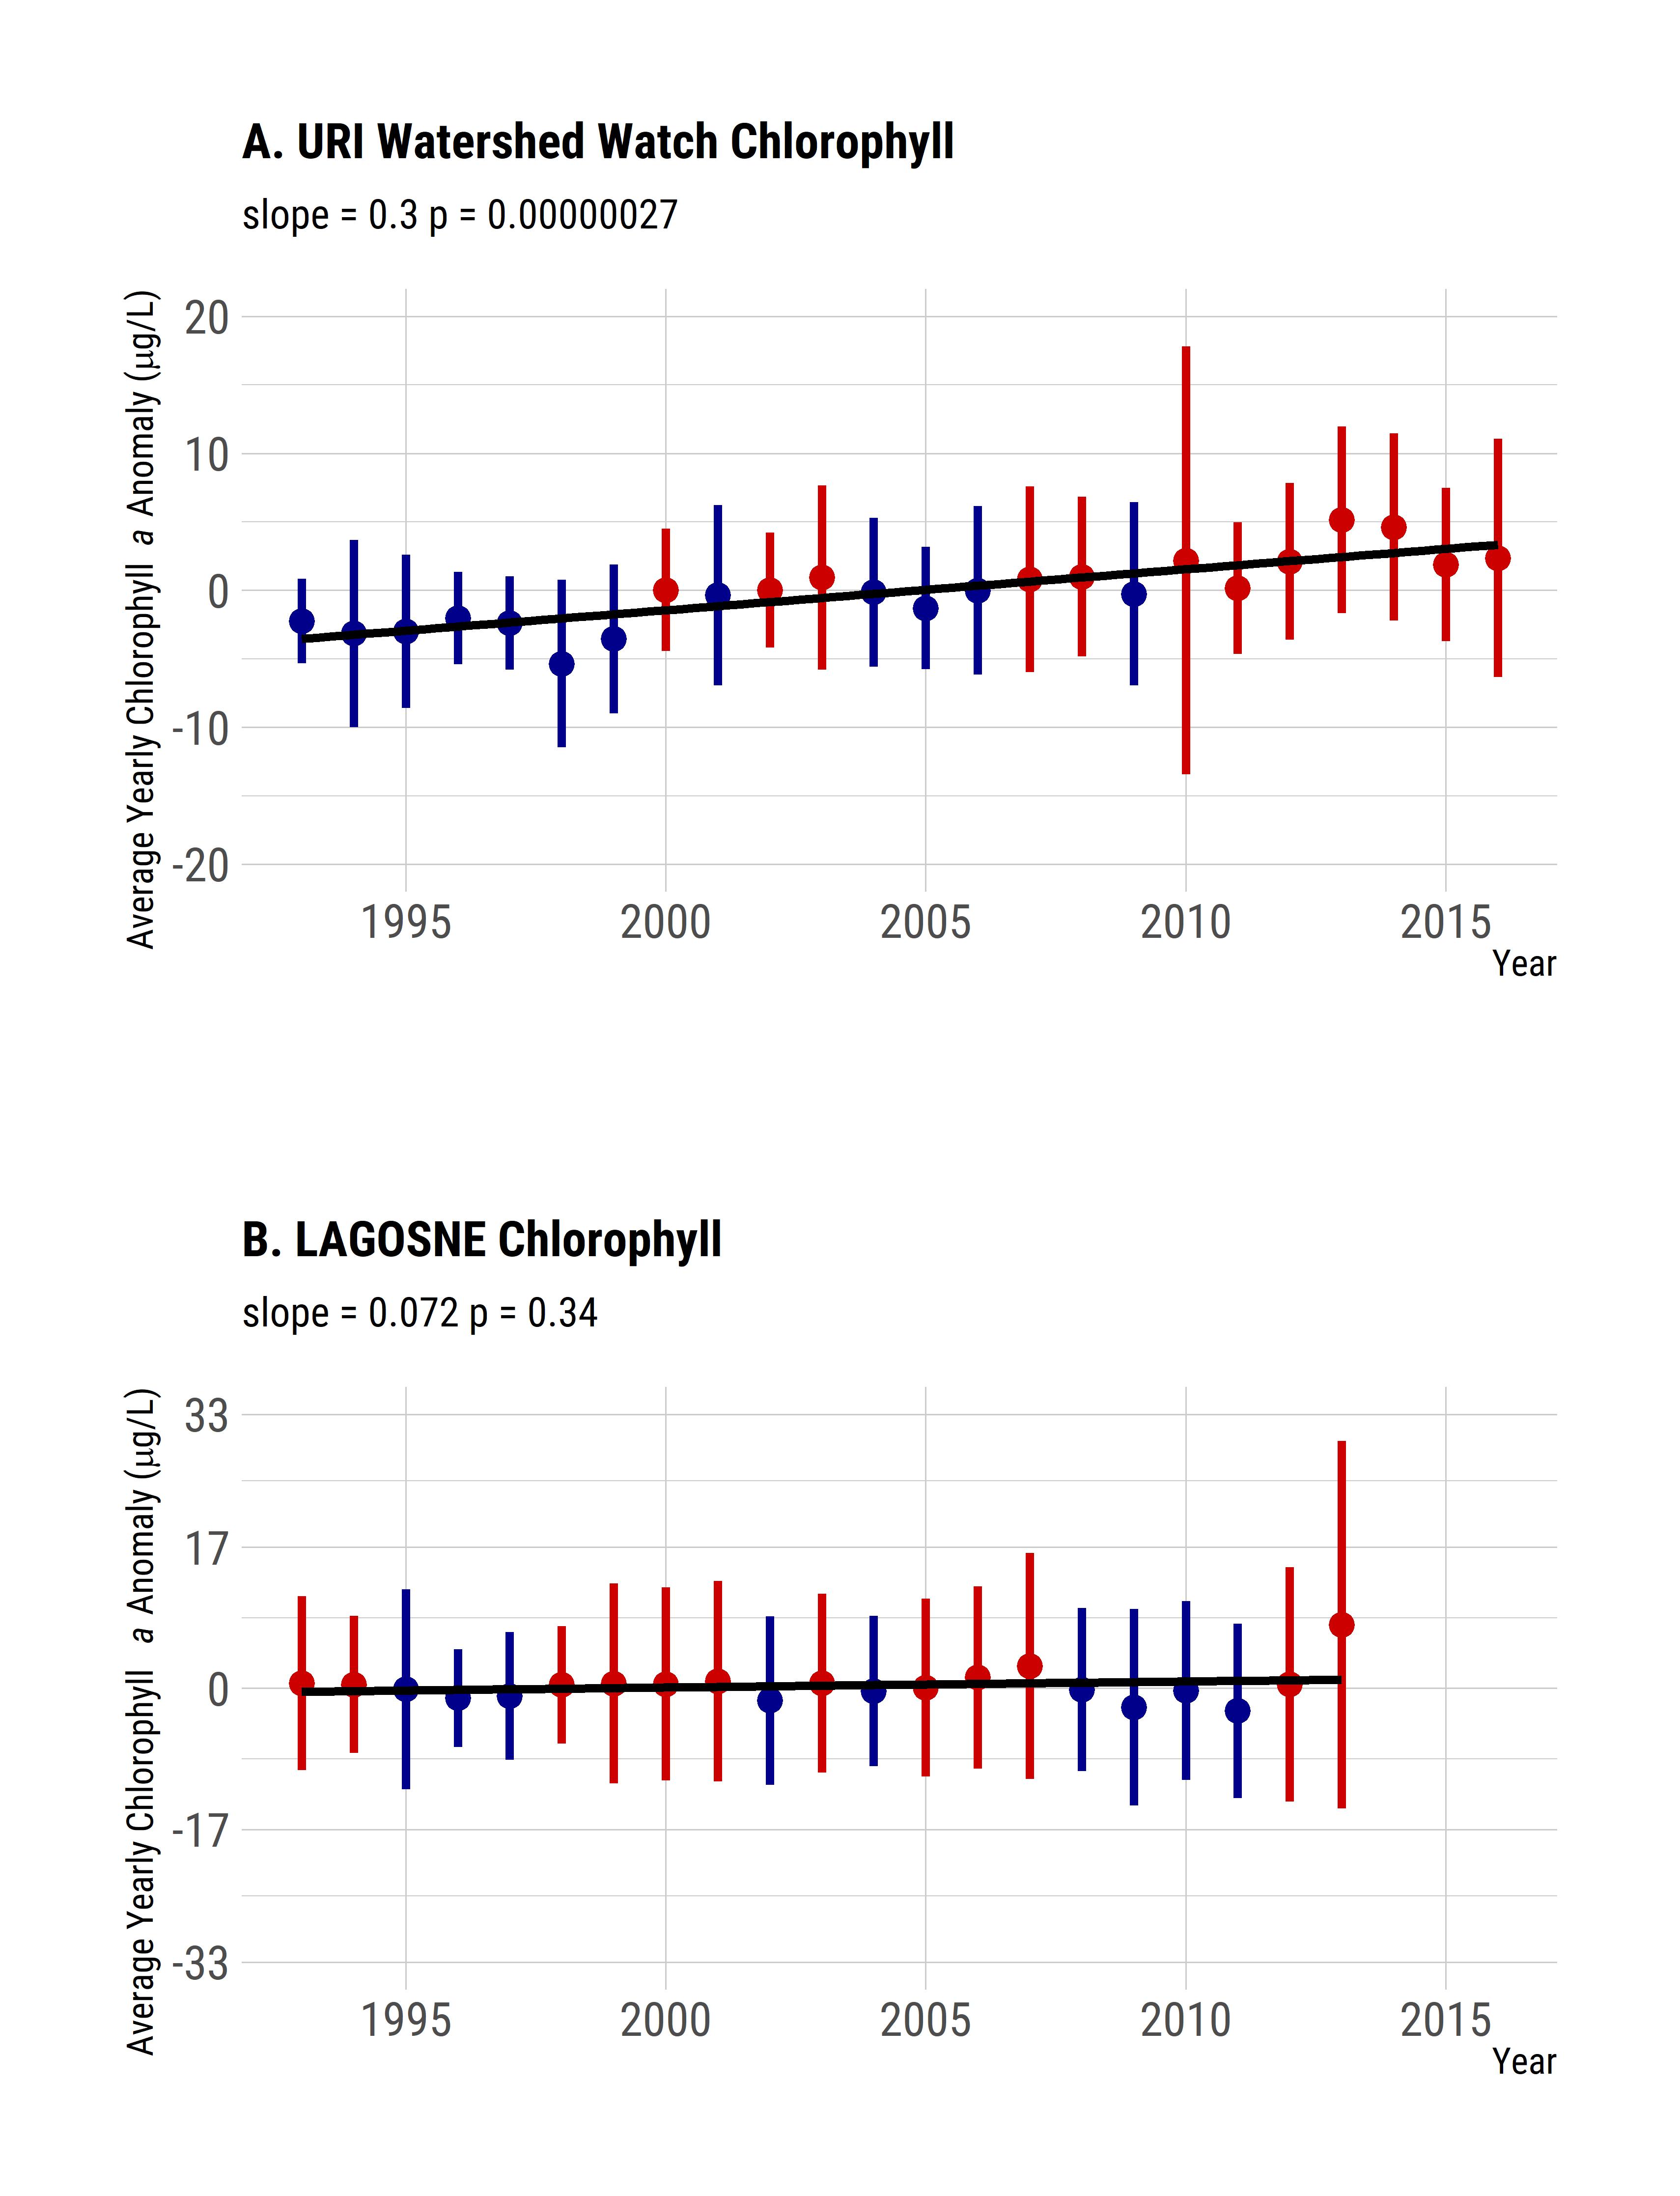 A. URI Watershed Watch Chlorophyll
slope = 0.3 p = 0.00000027
Average Yearly Chlorophyll a Anomaly (µg/L)
20
10
0
-10
-20
1995 2000 2005 2010 2015
Year
B. LAGOSNE Chlorophyll
slope = 0.072 p = 0.34
Average Yearly Chlorophyll a Anomaly (µg/L)
33
17
0
-17
-33
1995 2000 2005 2010 2015
Year